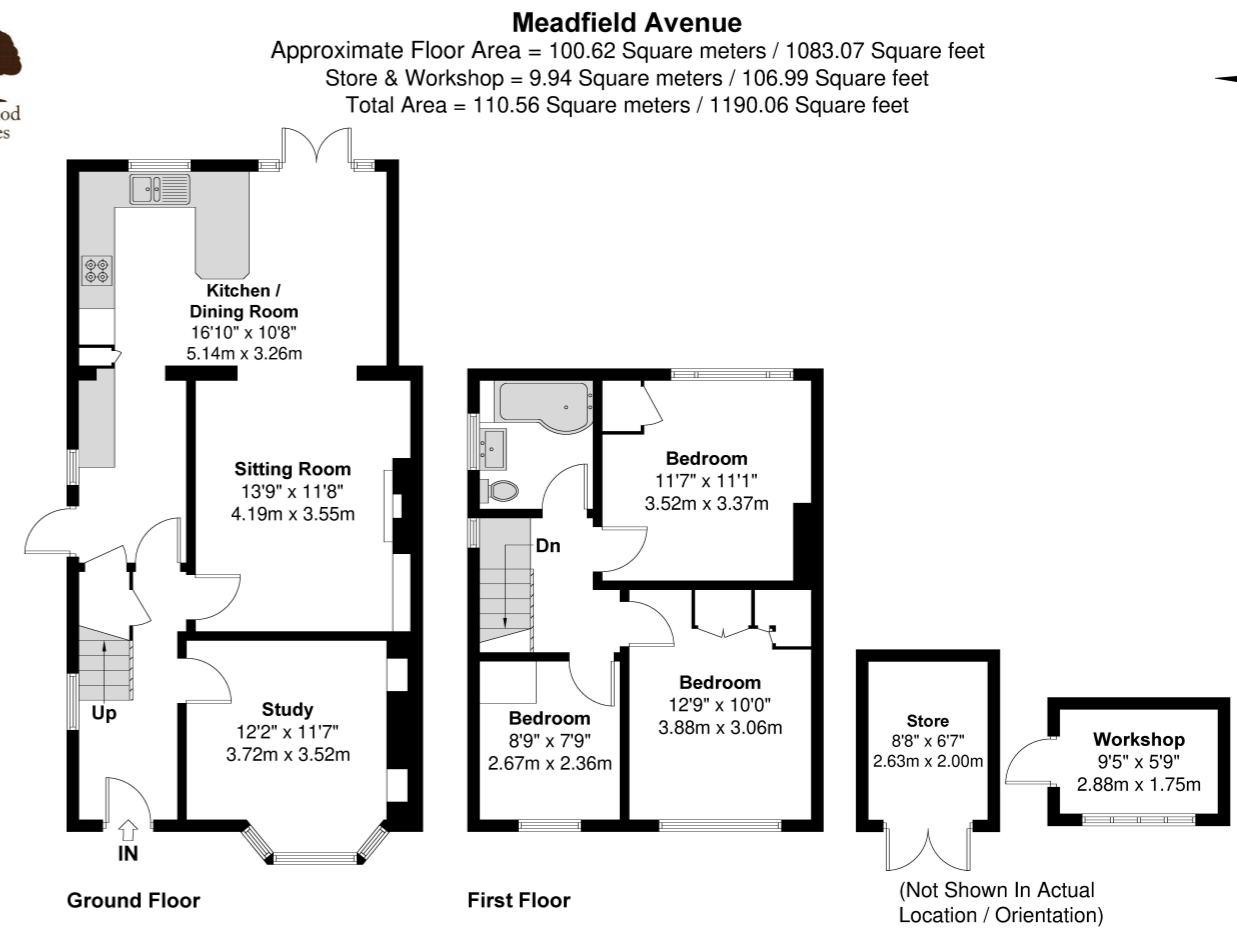 Meadfield Avenue
Approximate Floor Area = 100.62 Square meters / 1083.07 Square feet
Store & Workshop = 9.94 Square meters / 106.99 Square feet
Total Area = 110.56 Square meters / 1190.06 Square feet
Kitchen /
Dining Room
16'10" x 10'8"
5.14m x 3.26m
Sitting Room
13'9" x 11'8"
4.19m x 3.55m
Up
Study
12'2" x 11'7"
3.72m x 3.52m
IN
Ground Floor
Bedroom
11'7" x 11'1"
3.52m x 3.37m
Dn
Bedroom
12'9" x 10'0"
3.88m x 3.06m
Bedroom
8'9" x 7'9"
2.67m x 2.36m
First Floor
Store
8'8" x 6'7"
2.63m x 2.00m
Workshop
9'5" x 5'9"
2.88m x 1.75m
(Not Shown In Actual
Location / Orientation)